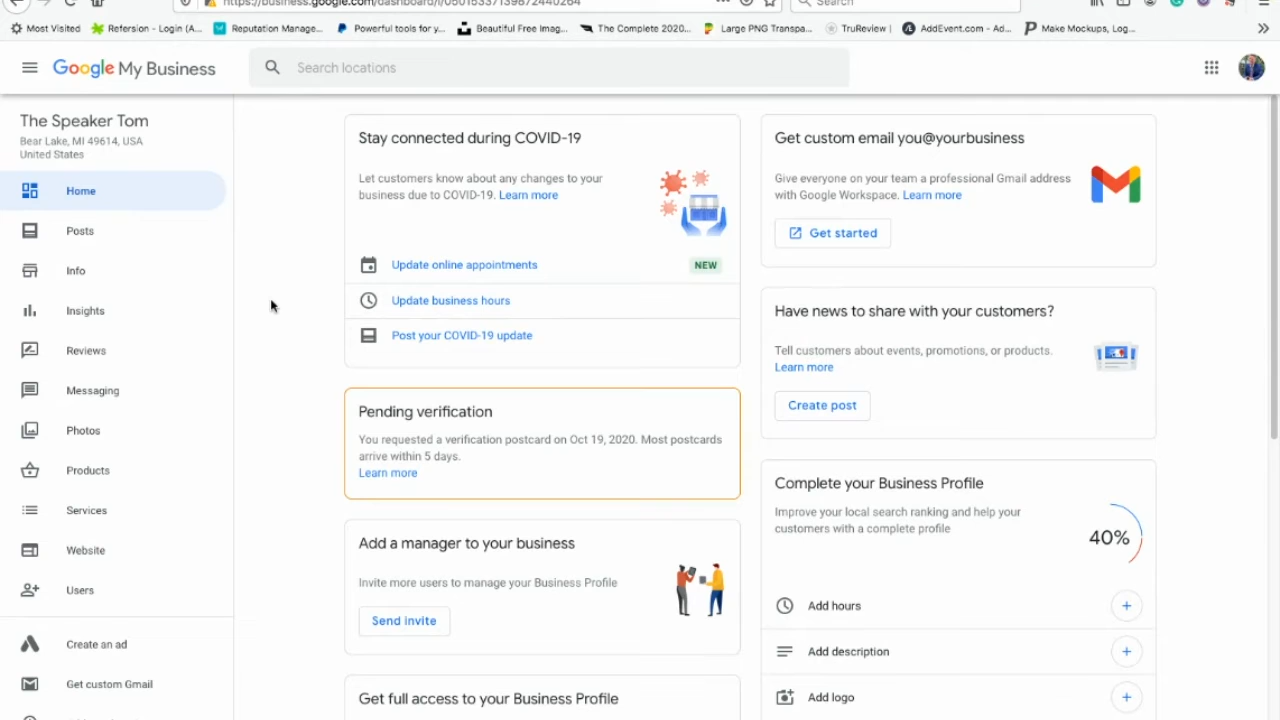 https://business.google.com/dashboard/l/05015337139872440264
Search
Most Visited
Refersion - Login (A...
Reputation Manage...
Powerful tools for y...
Beautiful Free Imag...
The Complete 2020...
Large PNG Transpa...
TruReview |
AddEvent.com - Ad...
Make Mockups, Log...
Google My Business
Search locations
The Speaker Tom
Bear Lake, MI 49614, USA
United States
Home
Posts
Info
Insights
Reviews
Messaging
Photos
Products
Services
Website
Users
Create an ad
Get custom Gmail
Stay connected during COVID-19
Let customers know about any changes to your
business due to COVID-19. Learn more
Update online appointments
NEW
Update business hours
Post your COVID-19 update
Pending verification
You requested a verification postcard on Oct 19, 2020. Most postcards
arrive within 5 days.
Learn more
Add a manager to your business
Invite more users to manage your Business Profile
Send invite
Get full access to your Business Profile
Get custom email you@yourbusiness
Give everyone on your team a professional Gmail address
with Google Workspace. Learn more
Get started
Have news to share with your customers?
Tell customers about events, promotions, or products.
Learn more
Create post
Complete your Business Profile
Improve your local search ranking and help your
customers with a complete profile
40%
Add hours
Add description
Add logo